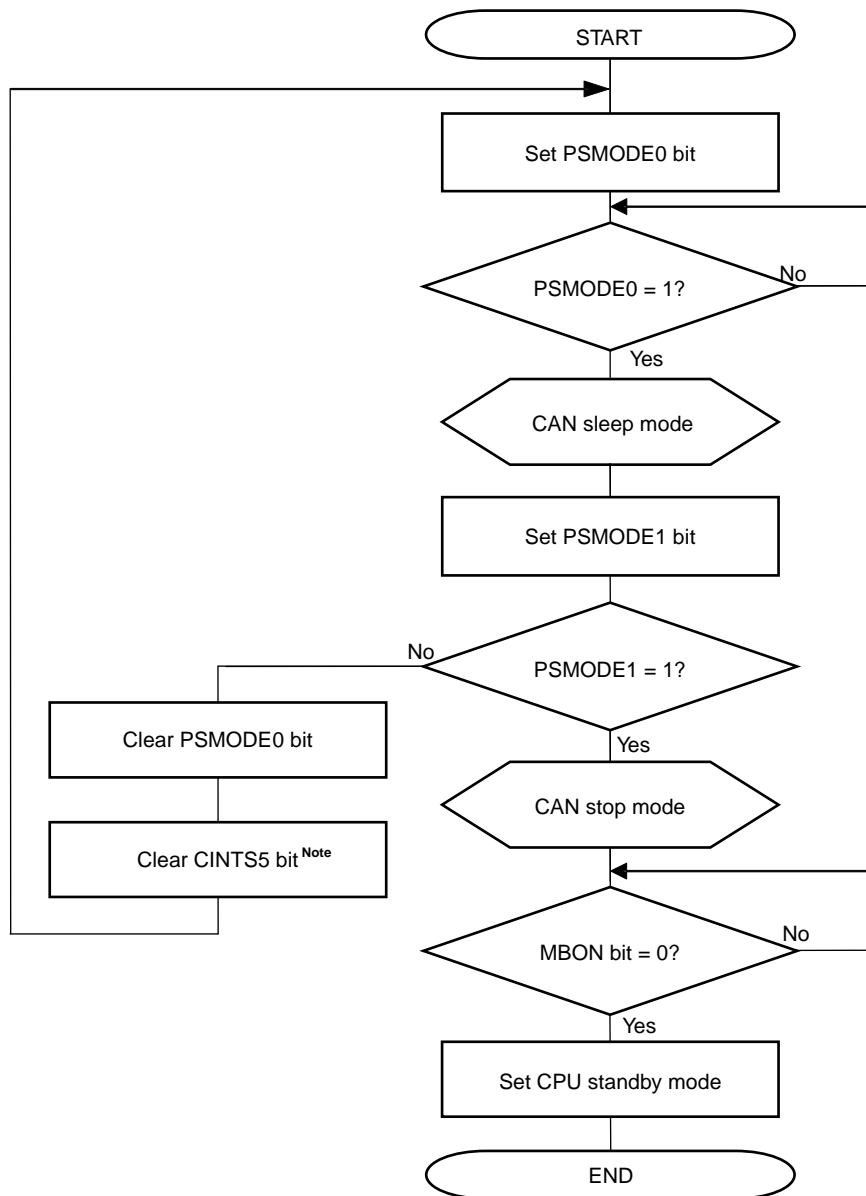 START
Set PSMODE0 bit
PSMODE0 = 1?
No
Yes
CAN sleep mode
Set PSMODE1 bit
No
PSMODE1 = 1?
Clear PSMODE0 bit
Yes
CAN stop mode
Clear CINTS5 bit Note
MBON bit = 0?
No
Yes
Set CPU standby mode
END